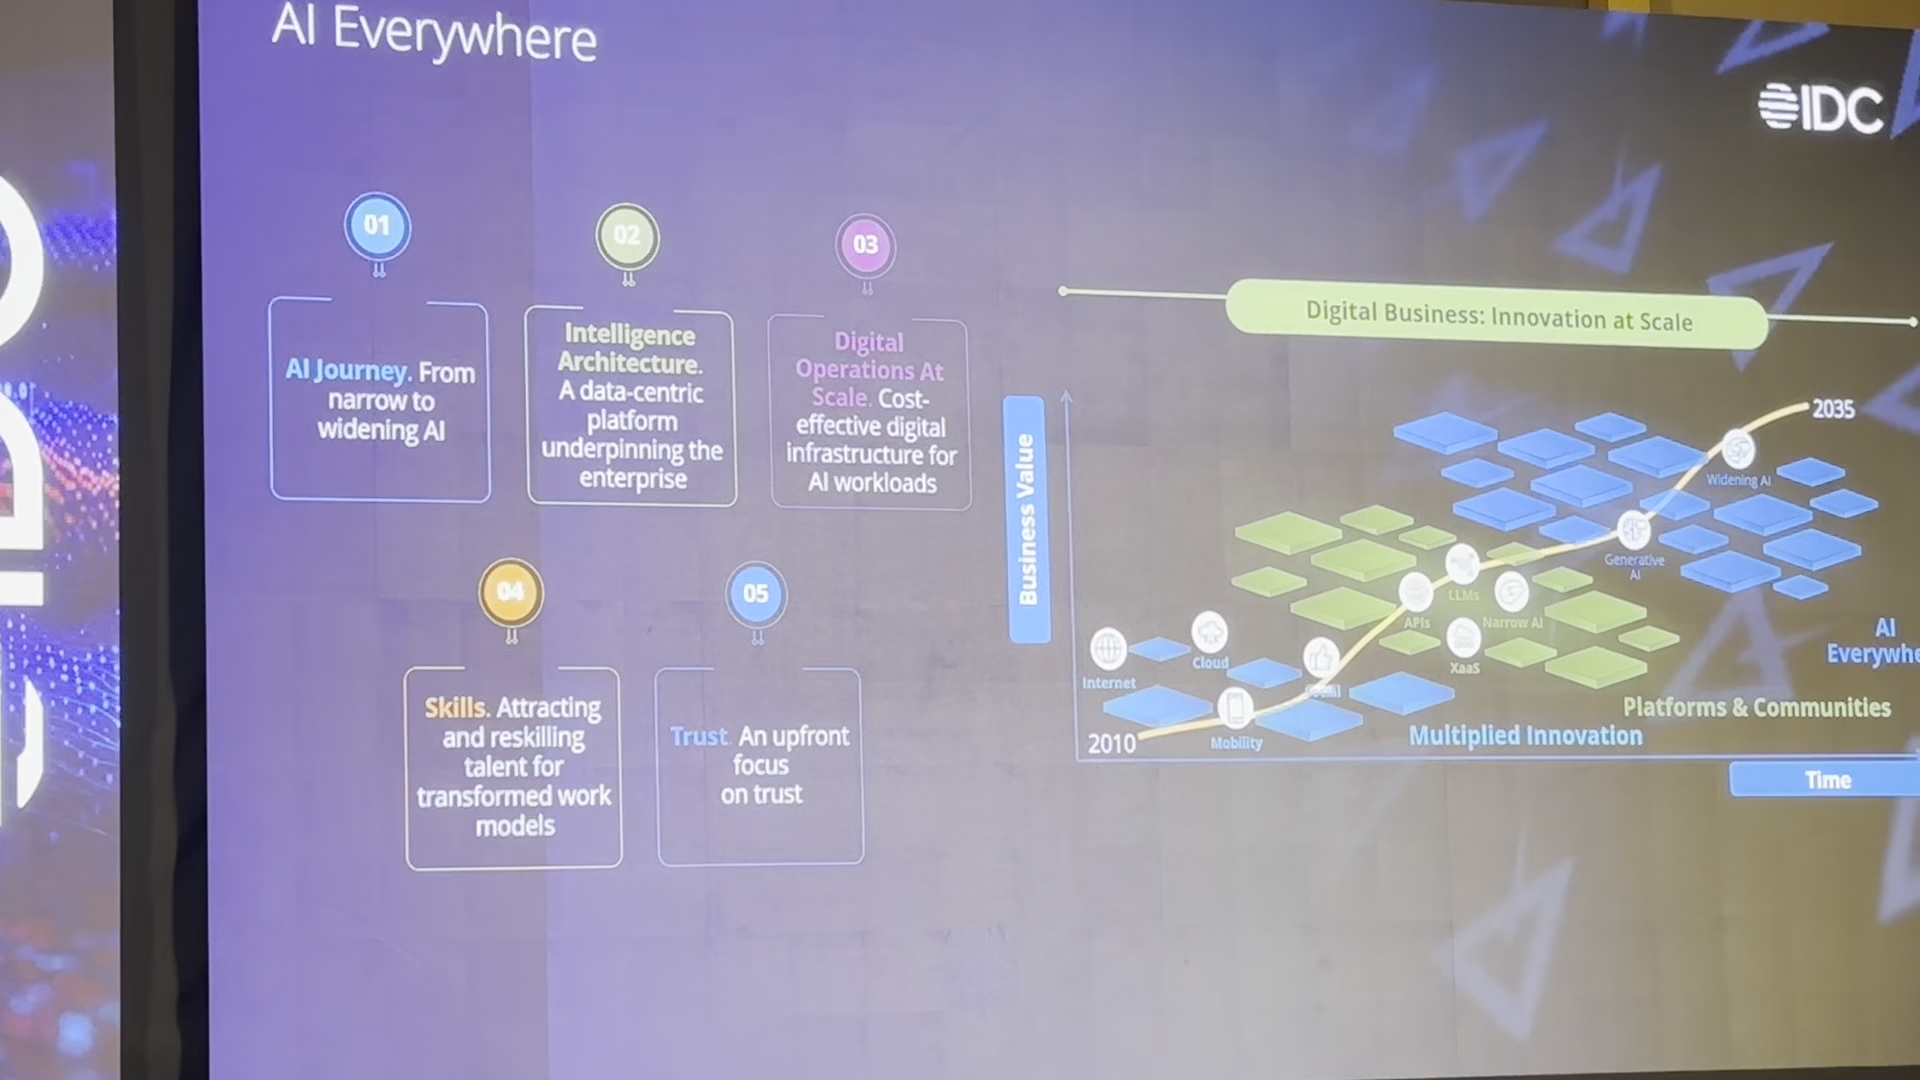 AI Everywhere
IDC
01
02
03
AI Journey. From
narrow to
widening AI
Intelligence
Architecture.
A data-centric
platform
underpinning the
enterprise
Digital
Operations At
Scale. Cost-
effective digital
infrastructure for
AI workloads
04
05
Skills. Attracting
and reskilling
talent for
transformed work
models
Trust. An upfront
focus
on trust
Digital Business: Innovation at Scale
Business Value
2035
Widening AI
Generative
AI
LLMs
APIs
Narrow AI
XaaS
Cloud
Internet
Mobility
2010
AI
Everywhe
Platforms & Communities
Multiplied Innovation
Time